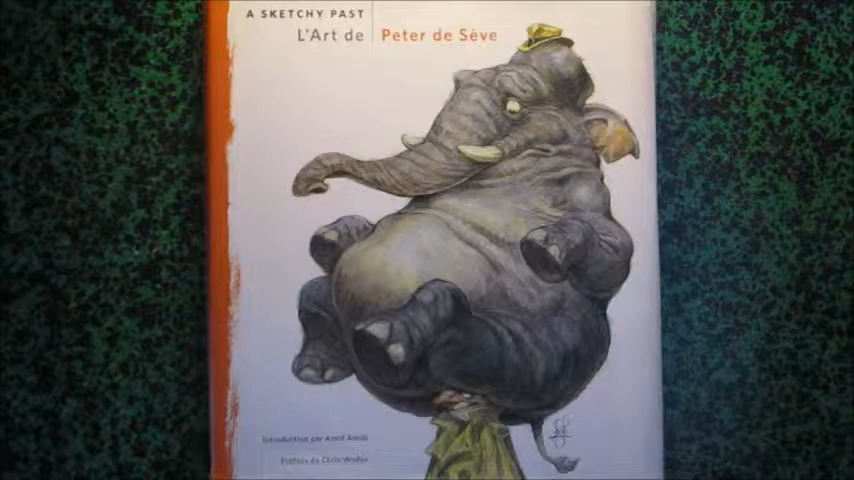 A SKETCHY PAST
L'Art de Peter de Sève
Introduction par Amid Amidi
Préface de Chris Wedge